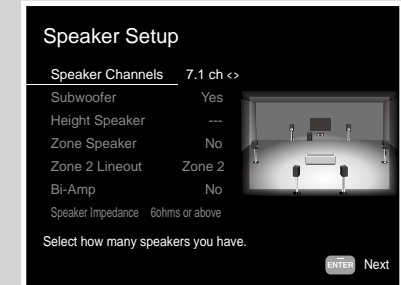 Speaker Setup
Speaker Channels 7.1 ch <>
Subwoofer Yes
Height Speaker ---
Zone Speaker No
Zone 2 Lineout Zone 2
Bi-Amp No
Speaker Impedance 6ohms or above
Select how many speakers you have.
ENTER Next